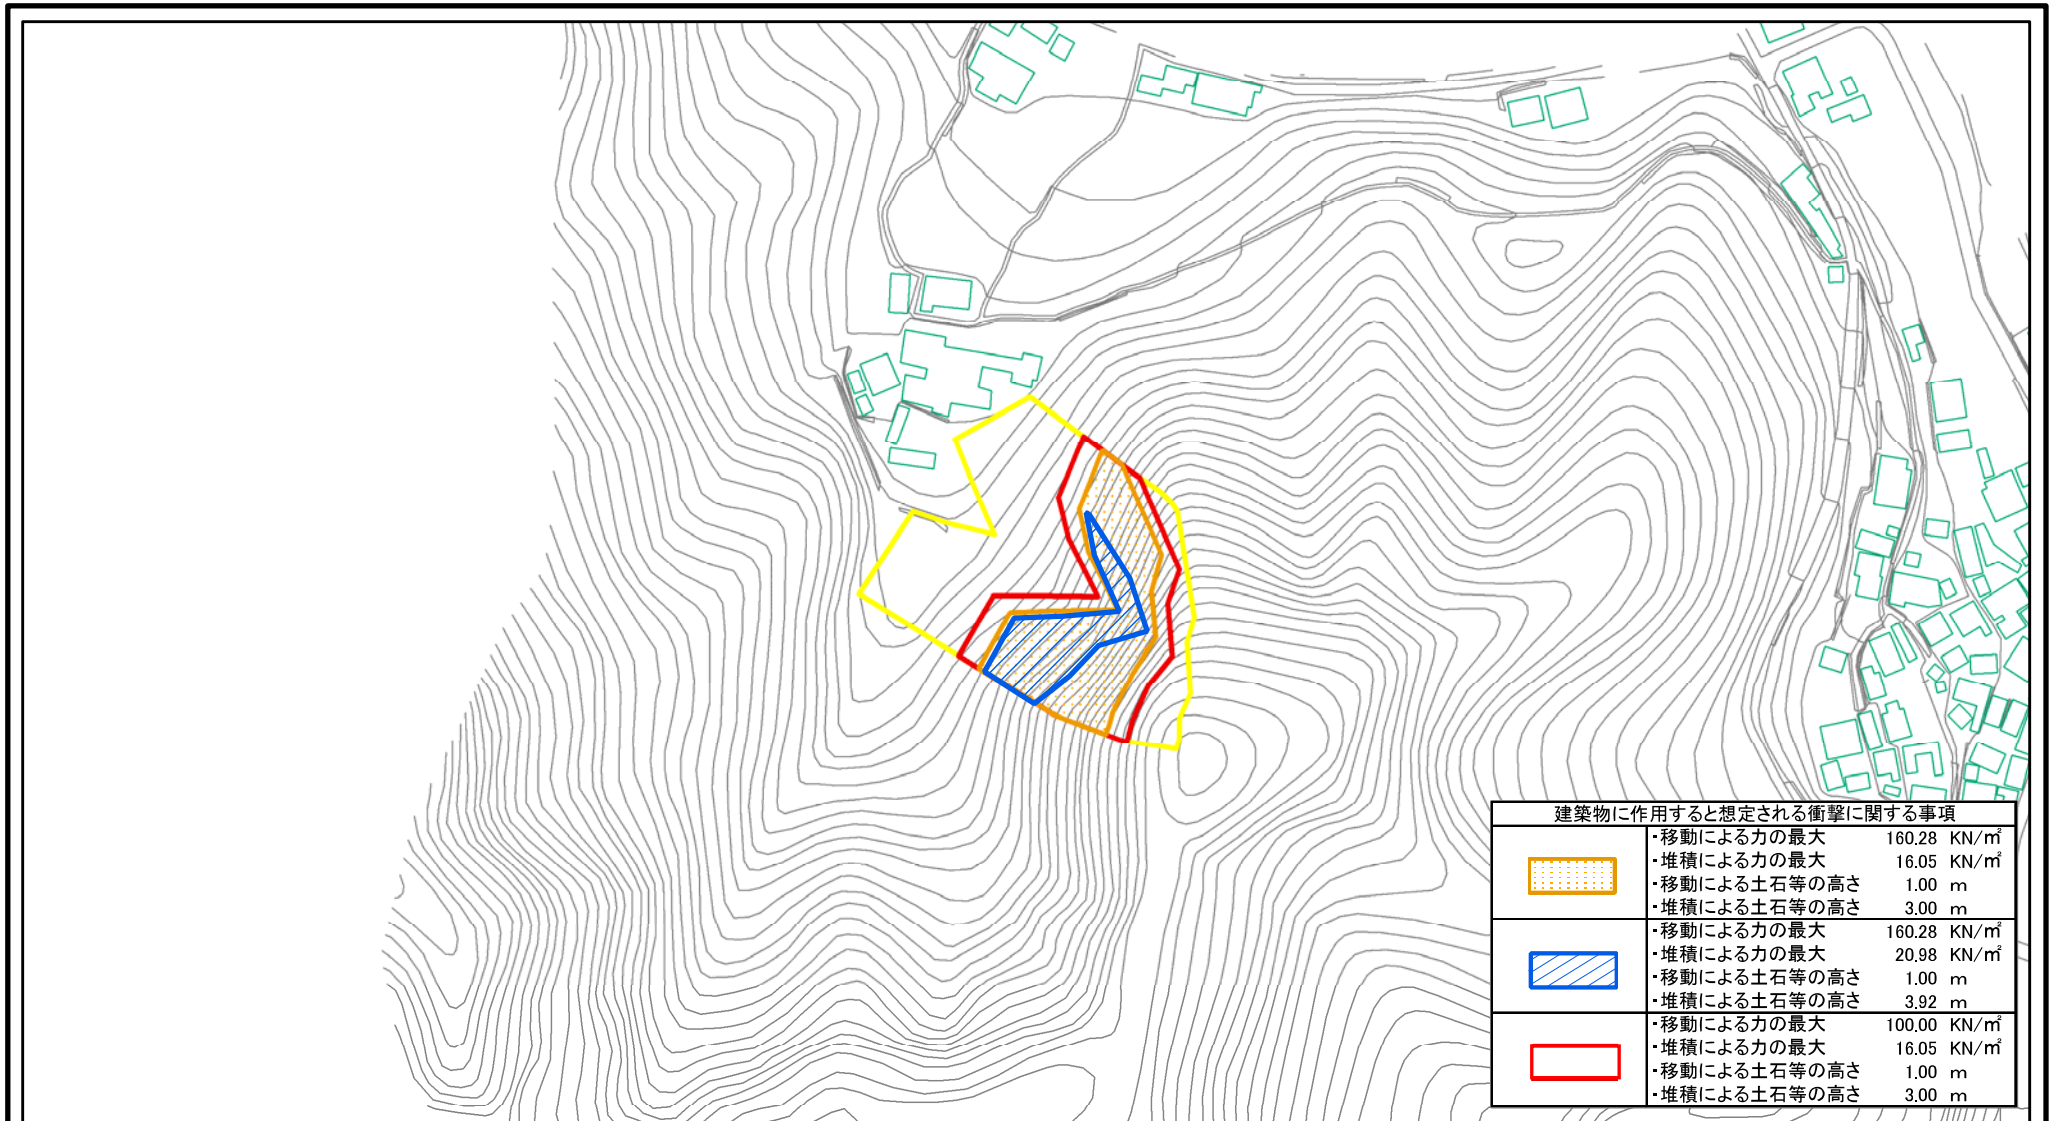 建築物に作用すると想定される衝撃に関する事項
・移動による力の最大 160.28 KN/㎡
・堆積による力の最大 16.05 KN/㎡
・移動による土石等の高さ 1.00 m
・堆積による土石等の高さ 3.00 m
・移動による力の最大 160.28 KN/㎡
・堆積による力の最大 20.98 KN/㎡
・移動による土石等の高さ 1.00 m
・堆積による土石等の高さ 3.92 m
・移動による力の最大 100.00 KN/㎡
・堆積による力の最大 16.05 KN/㎡
・移動による土石等の高さ 1.00 m
・堆積による土石等の高さ 3.00 m